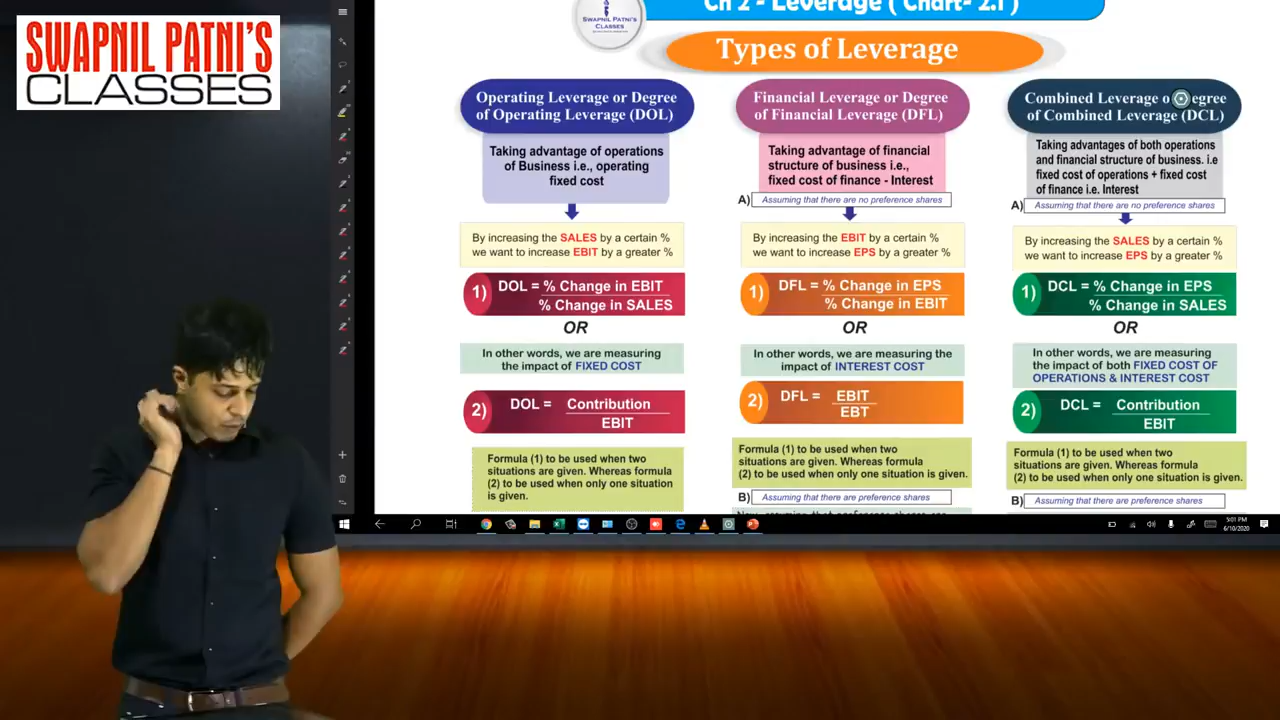 SWAPNIL PATNI'S
CLASSES
SWAPNIL PATNI'S
CLASSES
Ch 2 - Leverage ( Chart- 2.1 )
Types of Leverage
Operating Leverage or Degree
of Operating Leverage (DOL)
Taking advantage of operations
of Business i.e., operating
fixed cost
By increasing the SALES by a certain %
we want to increase EBIT by a greater %
1) DOL = % Change in EBIT
% Change in SALES
OR
In other words, we are measuring
the impact of FIXED COST
2) DOL = Contribution
EBIT
Formula (1) to be used when two
situations are given. Whereas formula
(2) to be used when only one situation
is given.
Financial Leverage or Degree
of Financial Leverage (DFL)
Taking advantage of financial
structure of business i.e.,
fixed cost of finance - Interest
A) Assuming that there are no preference shares
By increasing the EBIT by a certain %
we want to increase EPS by a greater %
1) DFL = % Change in EPS
% Change in EBIT
OR
In other words, we are measuring the
impact of INTEREST COST
2) DFL = EBIT
EBT
Formula (1) to be used when two
situations are given. Whereas formula
(2) to be used when only one situation is given.
B) Assuming that there are preference shares
Combined Leverage o egree
of Combined Leverage (DCL)
Taking advantages of both operations
and financial structure of business. i.e
fixed cost of operations + fixed cost
of finance i.e. Interest
A) Assuming that there are no preference shares
By increasing the SALES by a certain %
we want to increase EPS by a greater %
1) DCL = % Change in EPS
% Change in SALES
OR
In other words, we are measuring
the impact of both FIXED COST OF
OPERATIONS & INTEREST COST
2) DCL = Contribution
EBIT
Formula (1) to be used when two
situations are given. Whereas formula
(2) to be used when only one situation is given.
B) Assuming that there are preference shares
5:01 PM
6/10/2020